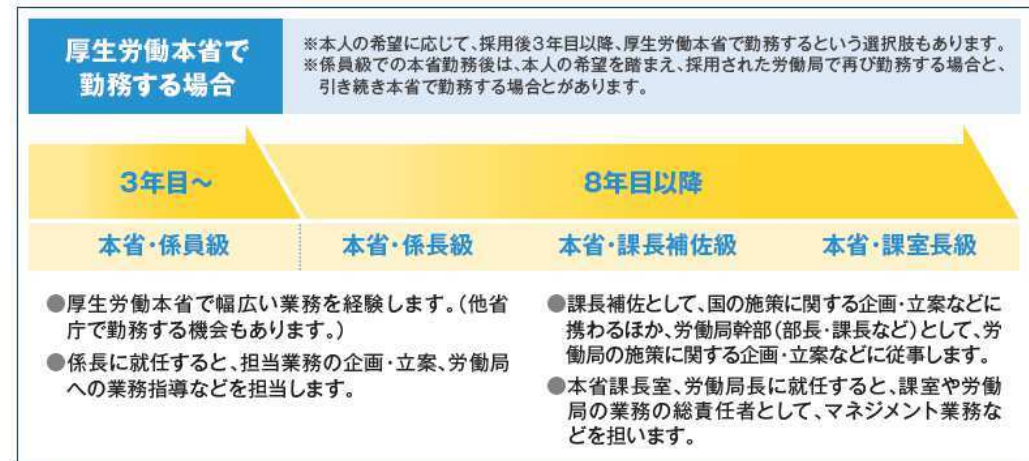 厚生労働本省で
勤務する場合
※本人の希望に応じて、採用後3年目以降、厚生労働本省で勤務するという選択肢もあります。
※係員級での本省勤務後は、本人の希望を踏まえ、採用された労働局で再び勤務する場合と、
引き続き本省で勤務する場合とがあります。
3年目～
8年目以降
本省・係員級
本省・係長級
本省・課長補佐級
本省・課室長級
●厚生労働本省で幅広い業務を経験します。(他省
庁で勤務する機会もあります。)
●係長に就任すると、担当業務の企画・立案、労働局
への業務指導などを担当します。
●課長補佐として、国の施策に関する企画・立案などに
携わるほか、労働局幹部(部長・課長など)として、労
働局の施策に関する企画・立案などに従事します。
●本省課長室、労働局長に就任すると、課室や労働
局の業務の総責任者として、マネジメント業務な
どを担います。